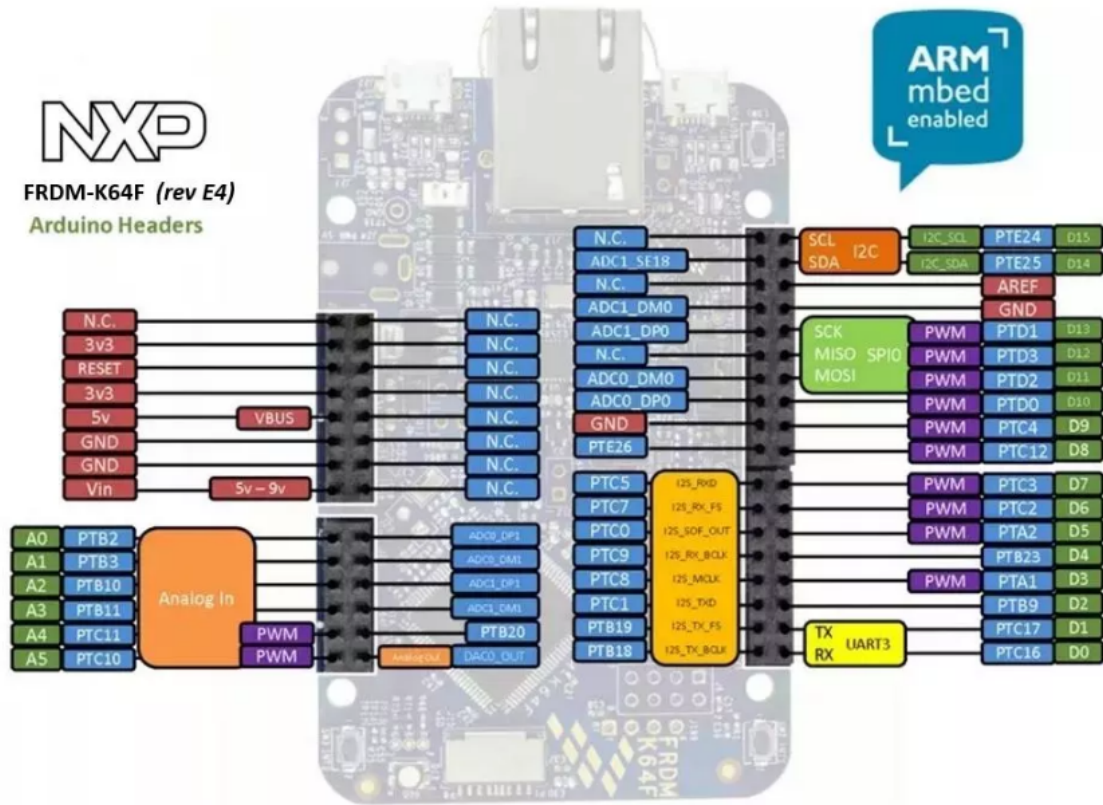 NXP
FRDM-K64F (rev E4)
Arduino Headers
ARM
mbed
enabled
N.C. SCL I2C_SCL PTE24 D15
I2C
ADC1_SE18 SDA I2C_SDA PTE25 D14
N.C. AREF
ADC1_DM0 GND
ADC1_DP0 SCK PWM PTD1 D13
N.C. MISO SPI0 PWM PTD3 D12
ADC0_DM0 MOSI PWM PTD2 D11
ADC0_DP0 PWM PTD0 D10
GND PWM PTC4 D9
PTE26 PWM PTC12 D8
N.C. N.C.
3v3 N.C.
RESET N.C.
3v3 N.C.
5v VBUS N.C.
GND N.C.
GND N.C.
Vin 5v – 9v N.C.
PTC5 I2S_RXD PWM PTC3 D7
PTC7 I2S_RX_FS PWM PTC2 D6
PTC0 I2S_SOF_OUT PWM PTA2 D5
PTC9 I2S_RX_BCLK PTB23 D4
PTC8 I2S_MCLK PWM PTA1 D3
PTC1 I2S_TXD PTB9 D2
PTB19 I2S_TX_FS TX PTC17 D1
UART3
PTB18 I2S_TX_BCLK RX PTC16 D0
A0 PTB2 ADC0_DP1
A1 PTB3 ADC0_DM1
A2 PTB10 ADC1_DP1
Analog In
A3 PTB11 ADC1_DM1
A4 PTC11 PWM PTB20
A5 PTC10 PWM Analog Out DAC0_OUT
K64F
FRDM
K64F